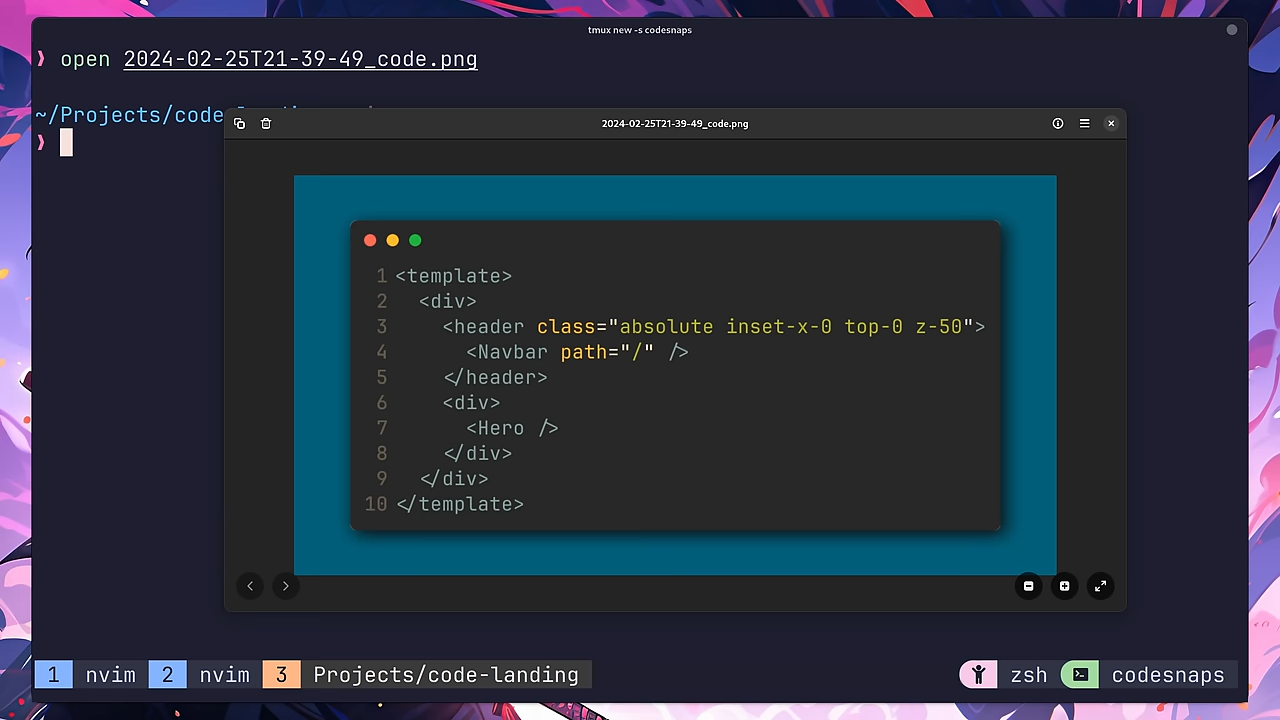 tmux new -s codesnaps
❯ open 2024-02-25T21-39-49_code.png
~/Projects/code
❯
2024-02-25T21-39-49_code.png
1 <template>
2   <div>
3     <header class="absolute inset-x-0 top-0 z-50">
4       <Navbar path="/" />
5     </header>
6     <div>
7       <Hero />
8     </div>
9   </div>
10 </template>
1 nvim 2 nvim 3 Projects/code-landing zsh codesnaps